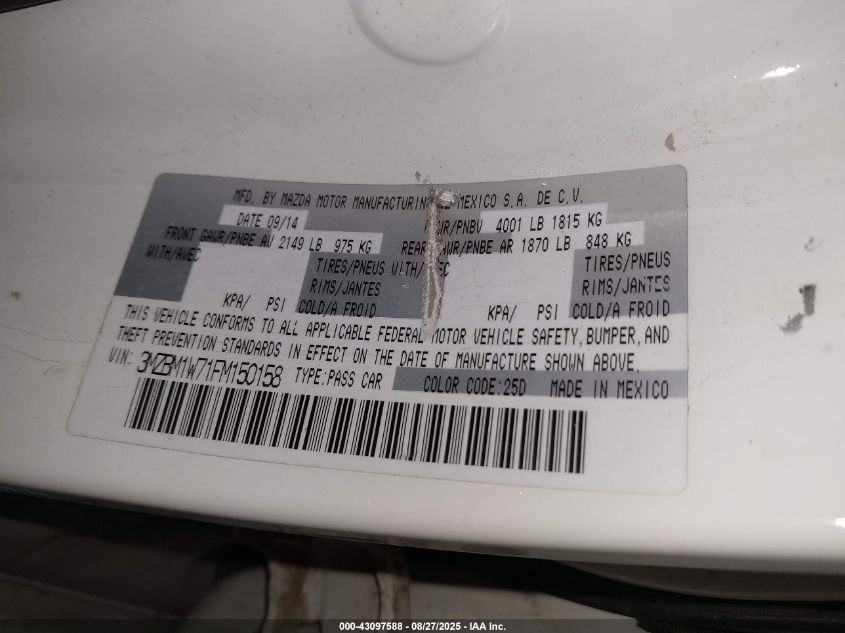 MFD. BY MAZDA MOTOR MANUFACTURIN MEXICO S.A. DE C.V.
DATE 09/14 /PNBV 4001 LB 1815 KG
FRONT GAWR/PNBE AV 2149 LB 975 KG REAR GAWR/PNBE AR 1870 LB 848 KG
WITH/AVEC TIRES/PNEUS WITH/AVEC TIRES/PNEUS
RIMS/JANTES RIMS/JANTES
KPA/ PSI COLD/A FROID KPA/ PSI COLD/A FROID
THIS VEHICLE CONFORMS TO ALL APPLICABLE FEDERAL MOTOR VEHICLE SAFETY, BUMPER, AND
THEFT PREVENTION STANDARDS IN EFFECT ON THE DATE OF MANUFACTURE SHOWN ABOVE.
VIN: 3MZBM1W71FM150158 TYPE:PASS CAR COLOR CODE:25D MADE IN MEXICO
000-43097588 - 08/27/2025 - IAA Inc.